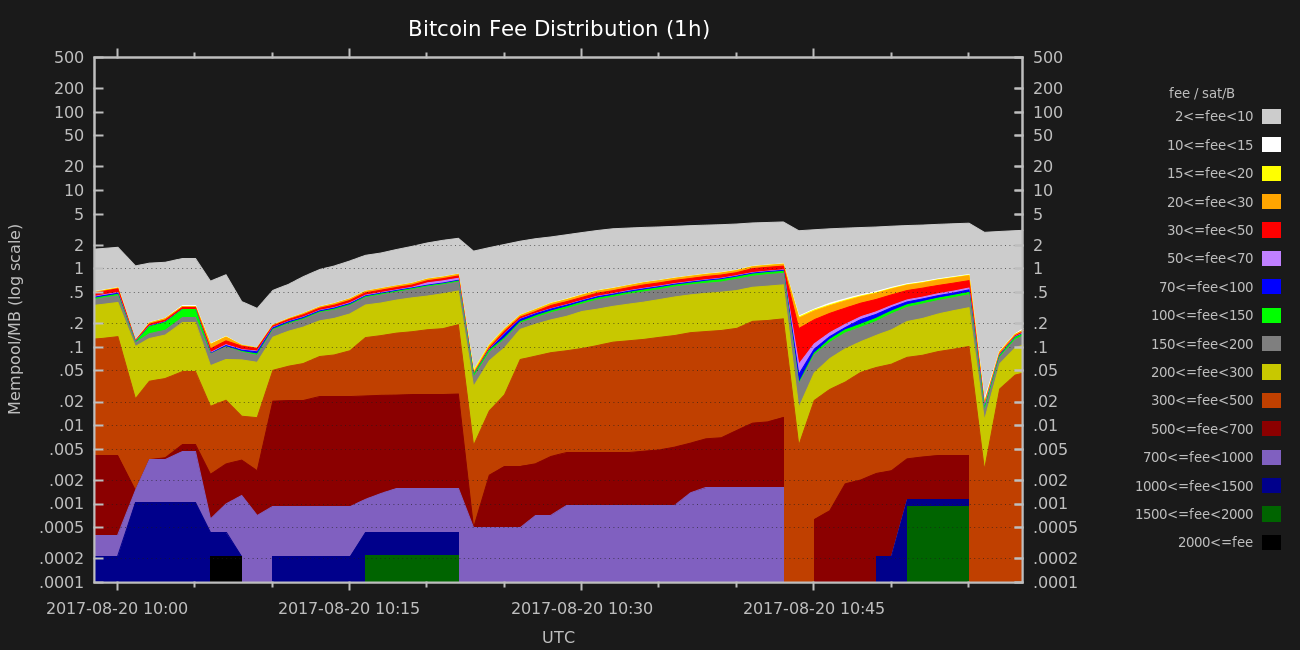 Bitcoin Fee Distribution (1h)
Mempool/MB (log scale)
500
200
100
50
20
10
5
2
1
.5
.2
.1
.05
.02
.01
.005
.002
.001
.0005
.0002
.0001
500
200
100
50
20
10
5
2
1
.5
.2
.1
.05
.02
.01
.005
.002
.001
.0005
.0002
.0001
2017-08-20 10:00 2017-08-20 10:15 2017-08-20 10:30 2017-08-20 10:45
UTC
fee / sat/B
2<=fee<10
10<=fee<15
15<=fee<20
20<=fee<30
30<=fee<50
50<=fee<70
70<=fee<100
100<=fee<150
150<=fee<200
200<=fee<300
300<=fee<500
500<=fee<700
700<=fee<1000
1000<=fee<1500
1500<=fee<2000
2000<=fee